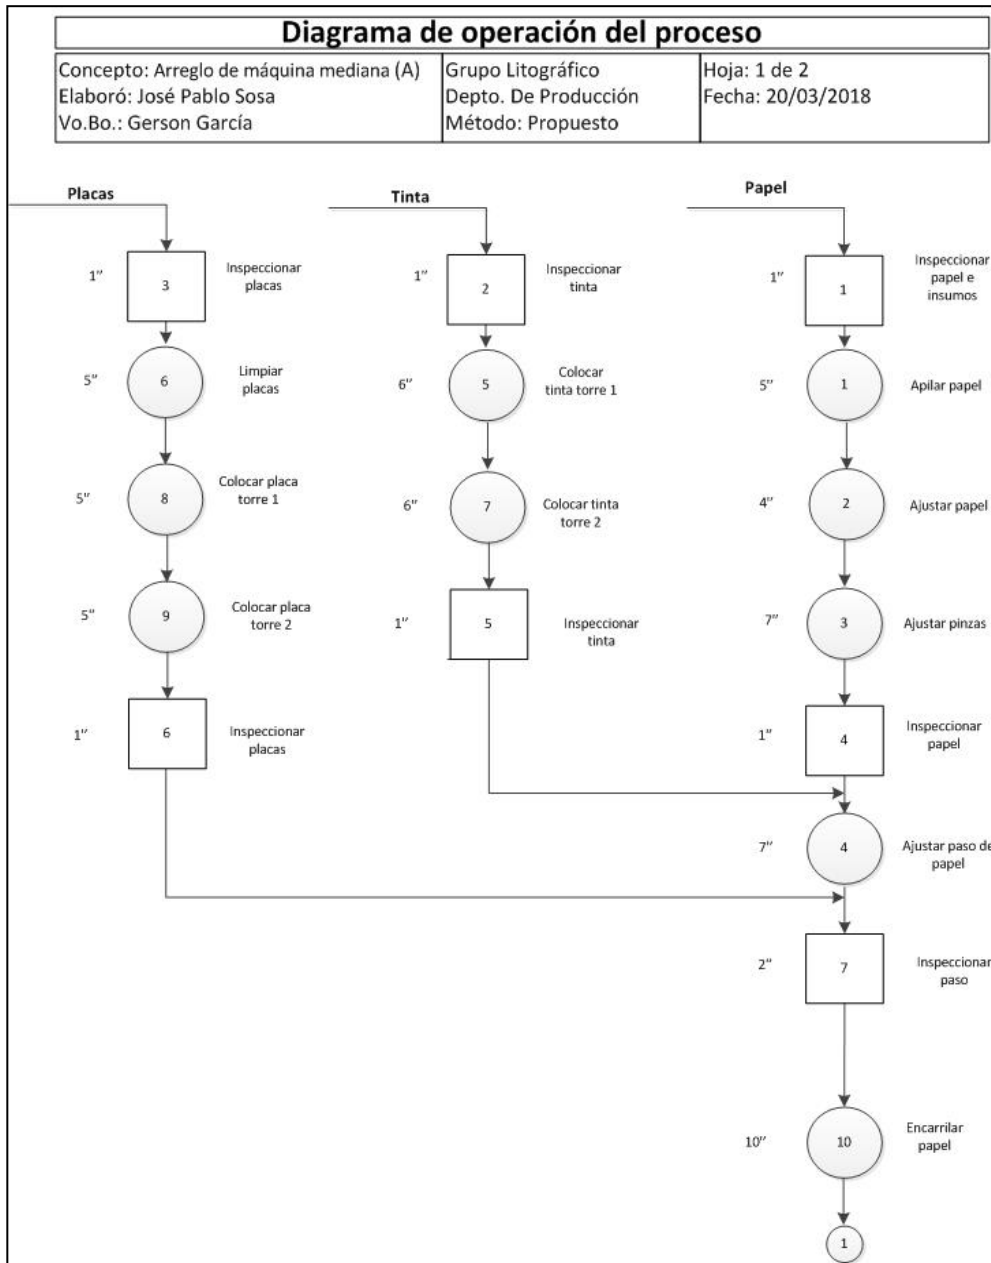 Diagrama de operación del proceso
Concepto: Arreglo de máquina mediana (A)
Elaboró: José Pablo Sosa
Vo.Bo.: Gerson García
Grupo Litográfico
Depto. De Producción
Método: Propuesto
Hoja: 1 de 2
Fecha: 20/03/2018
Placas
1’’
3
Inspeccionar
placas
5’’
6
Limpiar
placas
5’’
8
Colocar placa
torre 1
5’’
9
Colocar placa
torre 2
1’’
6
Inspeccionar
placas
Tinta
1’’
2
Inspeccionar
tinta
6’’
5
Colocar
tinta torre 1
6’’
7
Colocar tinta
torre 2
1’’
5
Inspeccionar
tinta
Papel
1’’
1
Inspeccionar
papel e
insumos
5’’
1
Apilar papel
4’’
2
Ajustar papel
7’’
3
Ajustar pinzas
1’’
4
Inspeccionar
papel
7’’
4
Ajustar paso de
papel
2’’
7
Inspeccionar
paso
10’’
10
Encarrilar
papel
1